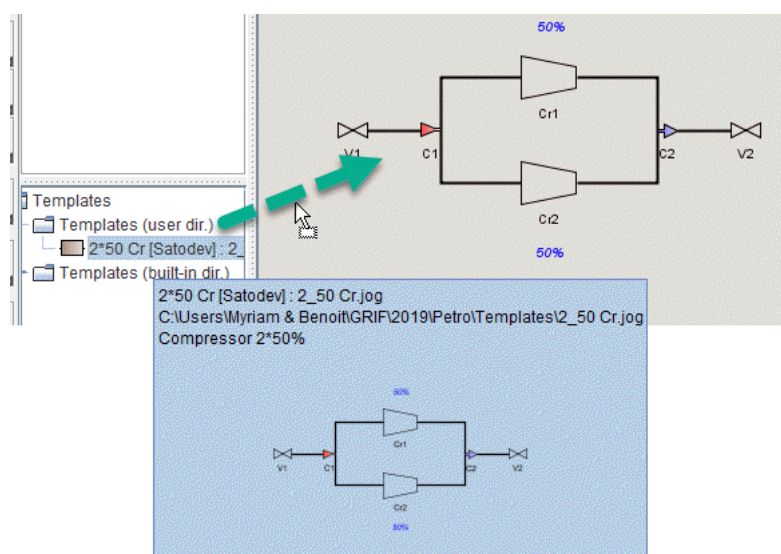 50%
Cr1
V1
C1
C2
V2
Cr2
50%
Templates
Templates (user dir.)
2*50 Cr [Satodev] : 2_
Templates (built-in dir.)
2*50 Cr [Satodev] : 2_50 Cr.jog
C:\Users\Myriam & Benoit\GRIF\2019\Petro\Templates\2_50 Cr.jog
Compressor 2*50%
50%
Cr1
V1
C1
C2
V2
Cr2
50%